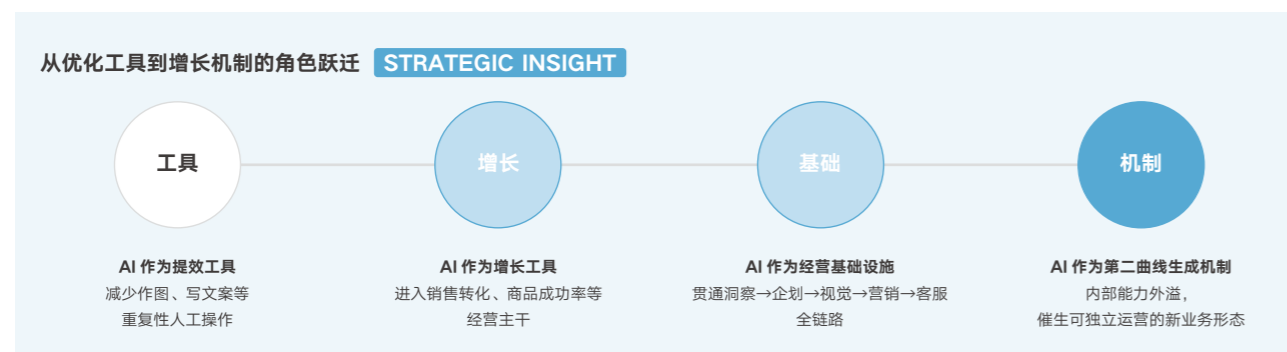 从优化工具到增长机制的角色跃迁 STRATEGIC INSIGHT
工具
增长
基础
机制
AI 作为提效工具
减少作图、写文案等
重复性人工操作
AI 作为增长工具
进入销售转化、商品成功率等
经营主干
AI 作为经营基础设施
贯通洞察→企划→视觉→营销→客服
全链路
AI 作为第二曲线生成机制
内部能力外溢，
催生可独立运营的新业务形态